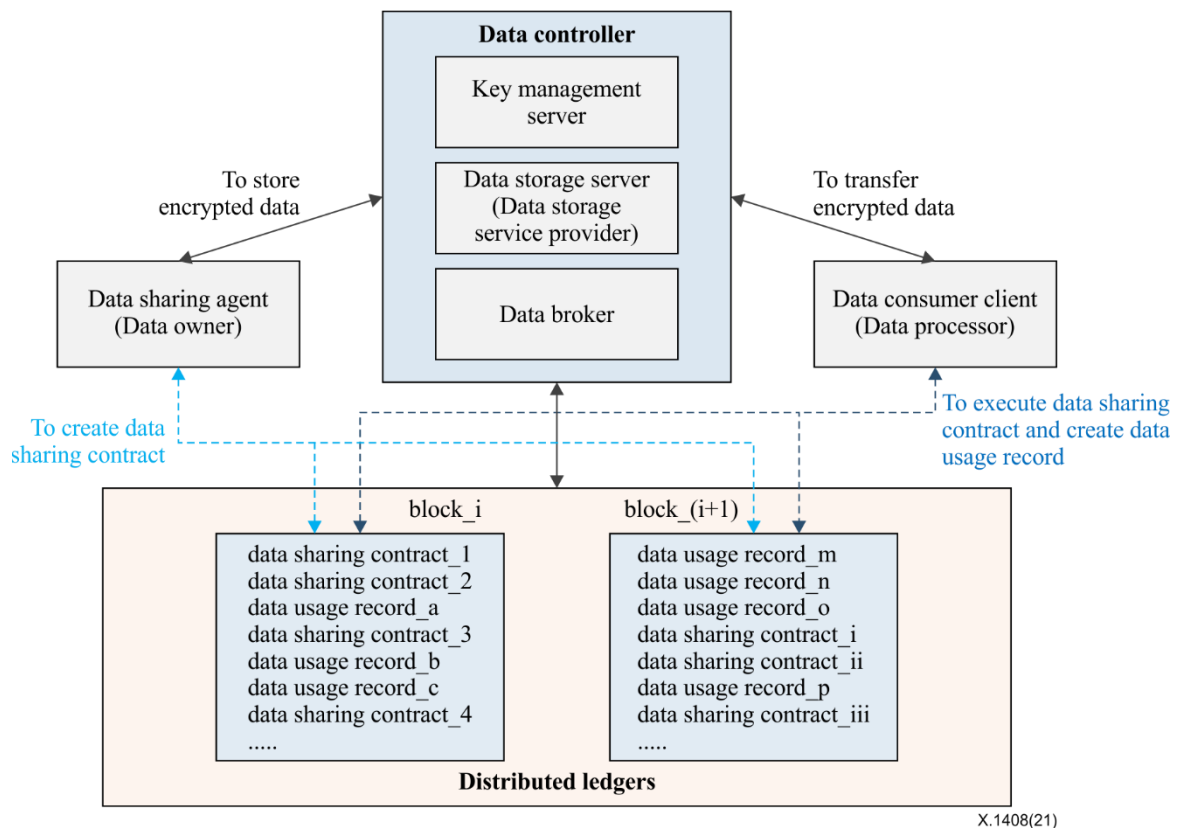 Data controller
Key management
server
Data storage server
(Data storage
service provider)
Data broker
To store
encrypted data
To transfer
encrypted data
Data sharing agent
(Data owner)
Data consumer client
(Data processor)
To create data
sharing contract
To execute data sharing
contract and create data
usage record
block_i
block_(i+1)
data sharing contract_1
data sharing contract_2
data usage record_a
data sharing contract_3
data usage record_b
data usage record_c
data sharing contract_4
.....
data usage record_m
data usage record_n
data usage record_o
data sharing contract_i
data sharing contract_ii
data usage record_p
data sharing contract_iii
.....
Distributed ledgers
X.1408(21)